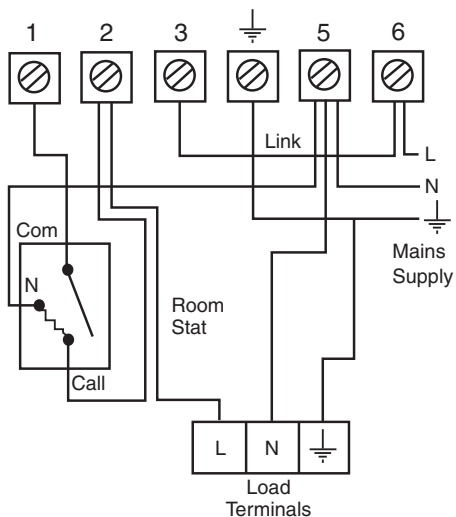 1 2 3 5 6
Link
L
N
Com
Mains
Supply
N
Room
Stat
Call
L N
Load
Terminals